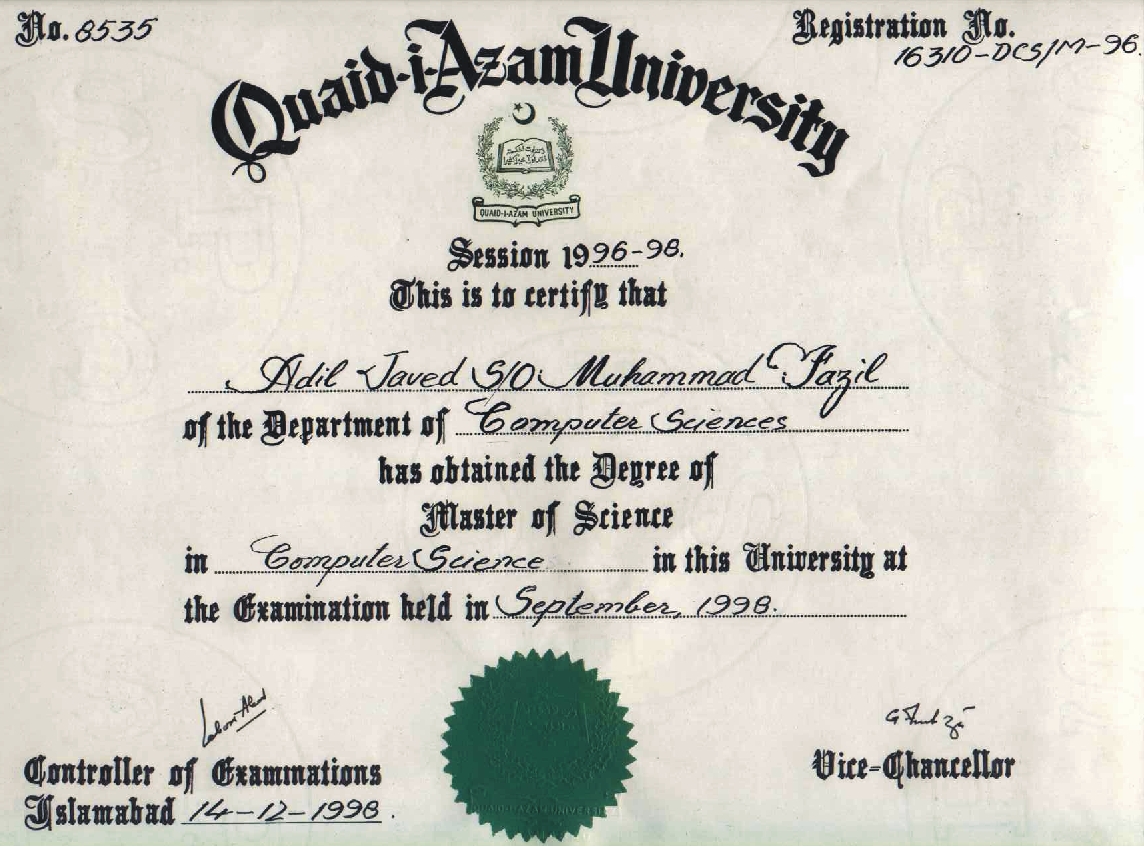 No. 8535
Registration No.
16310-DCS/M-96.
Quaid-i-Azam University
QUAID-I-AZAM UNIVERSITY
Session 1996-98.
This is to certify that
Adil Javed S/O Muhammad Fazil
of the Department of Computer Sciences
has obtained the Degree of
Master of Science
in Computer Science in this University at
the Examination held in September, 1998.
Controller of Examinations
Islamabad 14-12-1998.
Vice-Chancellor
QUAID-I-AZAM UNIVERSITY